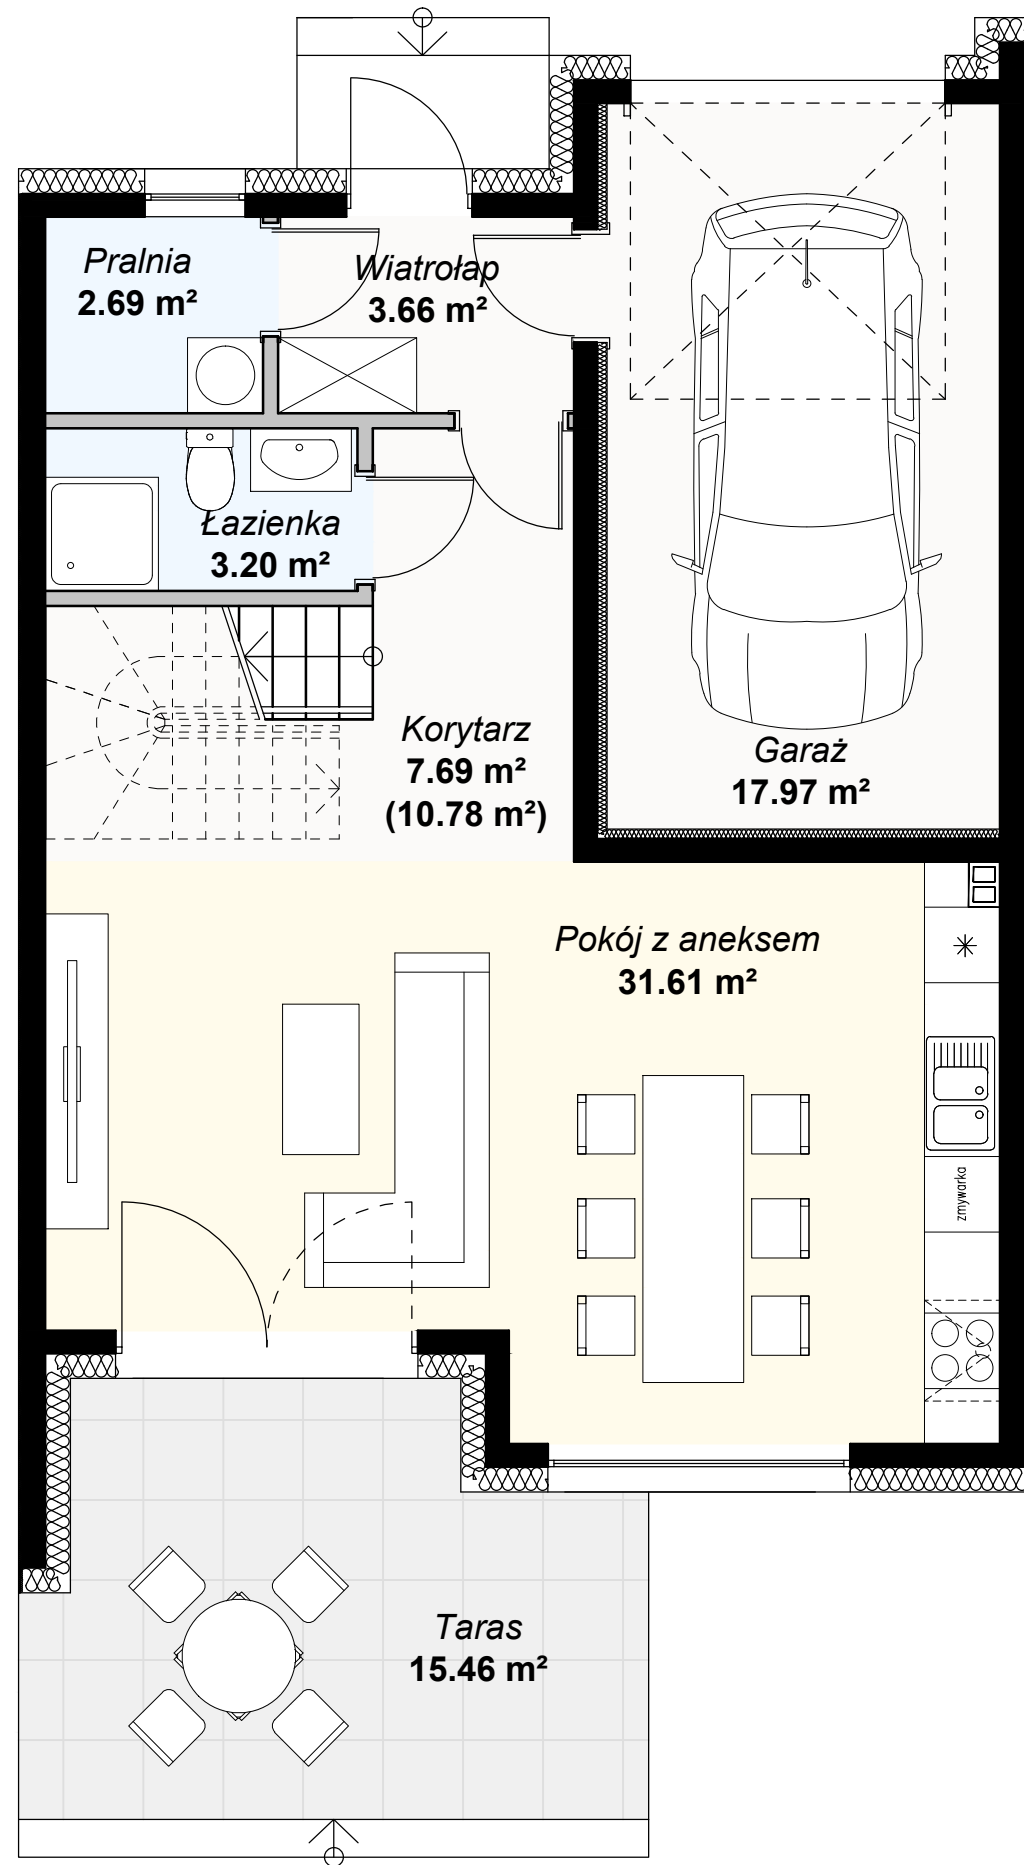 Pralnia
2.69 m²
Wiatrołap
3.66 m²
Łazienka
3.20 m²
Korytarz
7.69 m²
(10.78 m²)
Garaż
17.97 m²
Pokój z aneksem
31.61 m²
zmywarka
Taras
15.46 m²